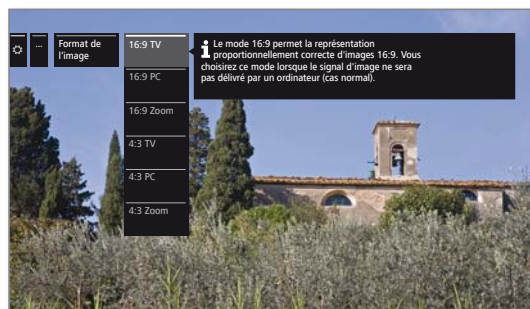 ...
Format de
l'image
16:9 TV
16:9 PC
16:9 Zoom
4:3 TV
4:3 PC
4:3 Zoom
Le mode 16:9 permet la représentation
proportionnellement correcte d'images 16:9. Vous
choisirez ce mode lorsque le signal d'image ne sera
pas délivré par un ordinateur (cas normal).